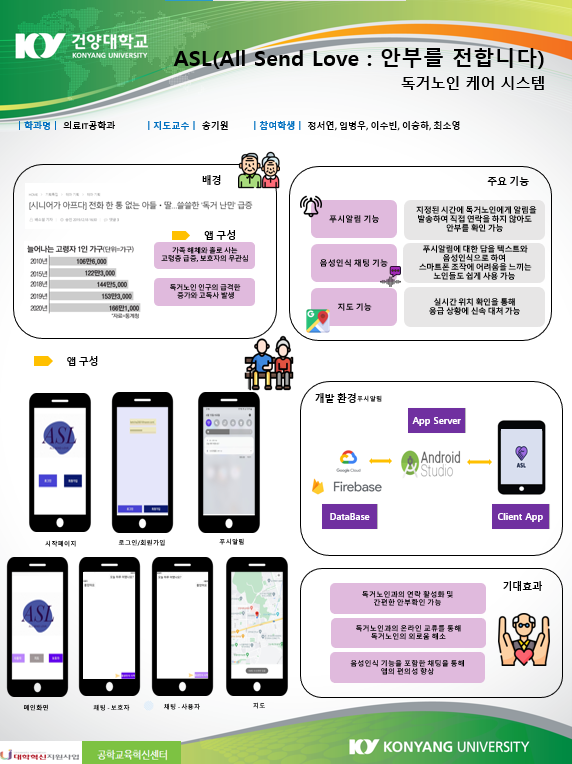 건양대학교
KONYANG UNIVERSITY
ASL(All Send Love : 안부를 전합니다)
독거노인 케어 시스템
| 학과명 | 의료IT공학과 | 지도교수 | 송기원 | 참여학생 | 정서연, 임병우, 이수빈, 이승하, 최소영
배경
[시니어가 아프다] 전화 한 통 없는 아들·딸…쓸쓸한 '독거 난민' 급증
늘어나는 고령자 1인 가구(단위=가구)
2010년 106만6,000
2015년 122만3,000
2018년 144만5,000
2019년 153만3,000
2020년 166만1,000
*자료=통계청
앱 구성
가족 해체와 홀로 사는
고령층 급증, 보호자의 무관심
독거노인 인구의 급격한
증가와 고독사 발생
주요 기능
푸시알림 기능
지정된 시간에 독거노인에게 알림을
발송하여 직접 연락을 하지 않아도
안부를 확인 가능
음성인식 채팅 기능
푸시알림에 대한 답을 텍스트와
음성인식으로 하여
스마트폰 조작에 어려움을 느끼는
노인들도 쉽게 사용 가능
지도 기능
실시간 위치 확인을 통해
응급 상황에 신속 대처 가능
앱 구성
ASL
시작페이지
로그인/회원가입
푸시알림
ASL
메인화면
채팅 - 보호자
채팅 - 사용자
지도
개발 환경푸시알림
App Server
Google Cloud
Android
Studio
Firebase
ASL
DataBase
Client App
기대효과
독거노인과의 연락 활성화 및
간편한 안부확인 가능
독거노인과의 온라인 교류를 통해
독거노인의 외로움 해소
음성인식 기능을 포함한 채팅을 통해
앱의 편의성 향상
대학혁신지원사업
공학교육혁신센터
KONYANG UNIVERSITY